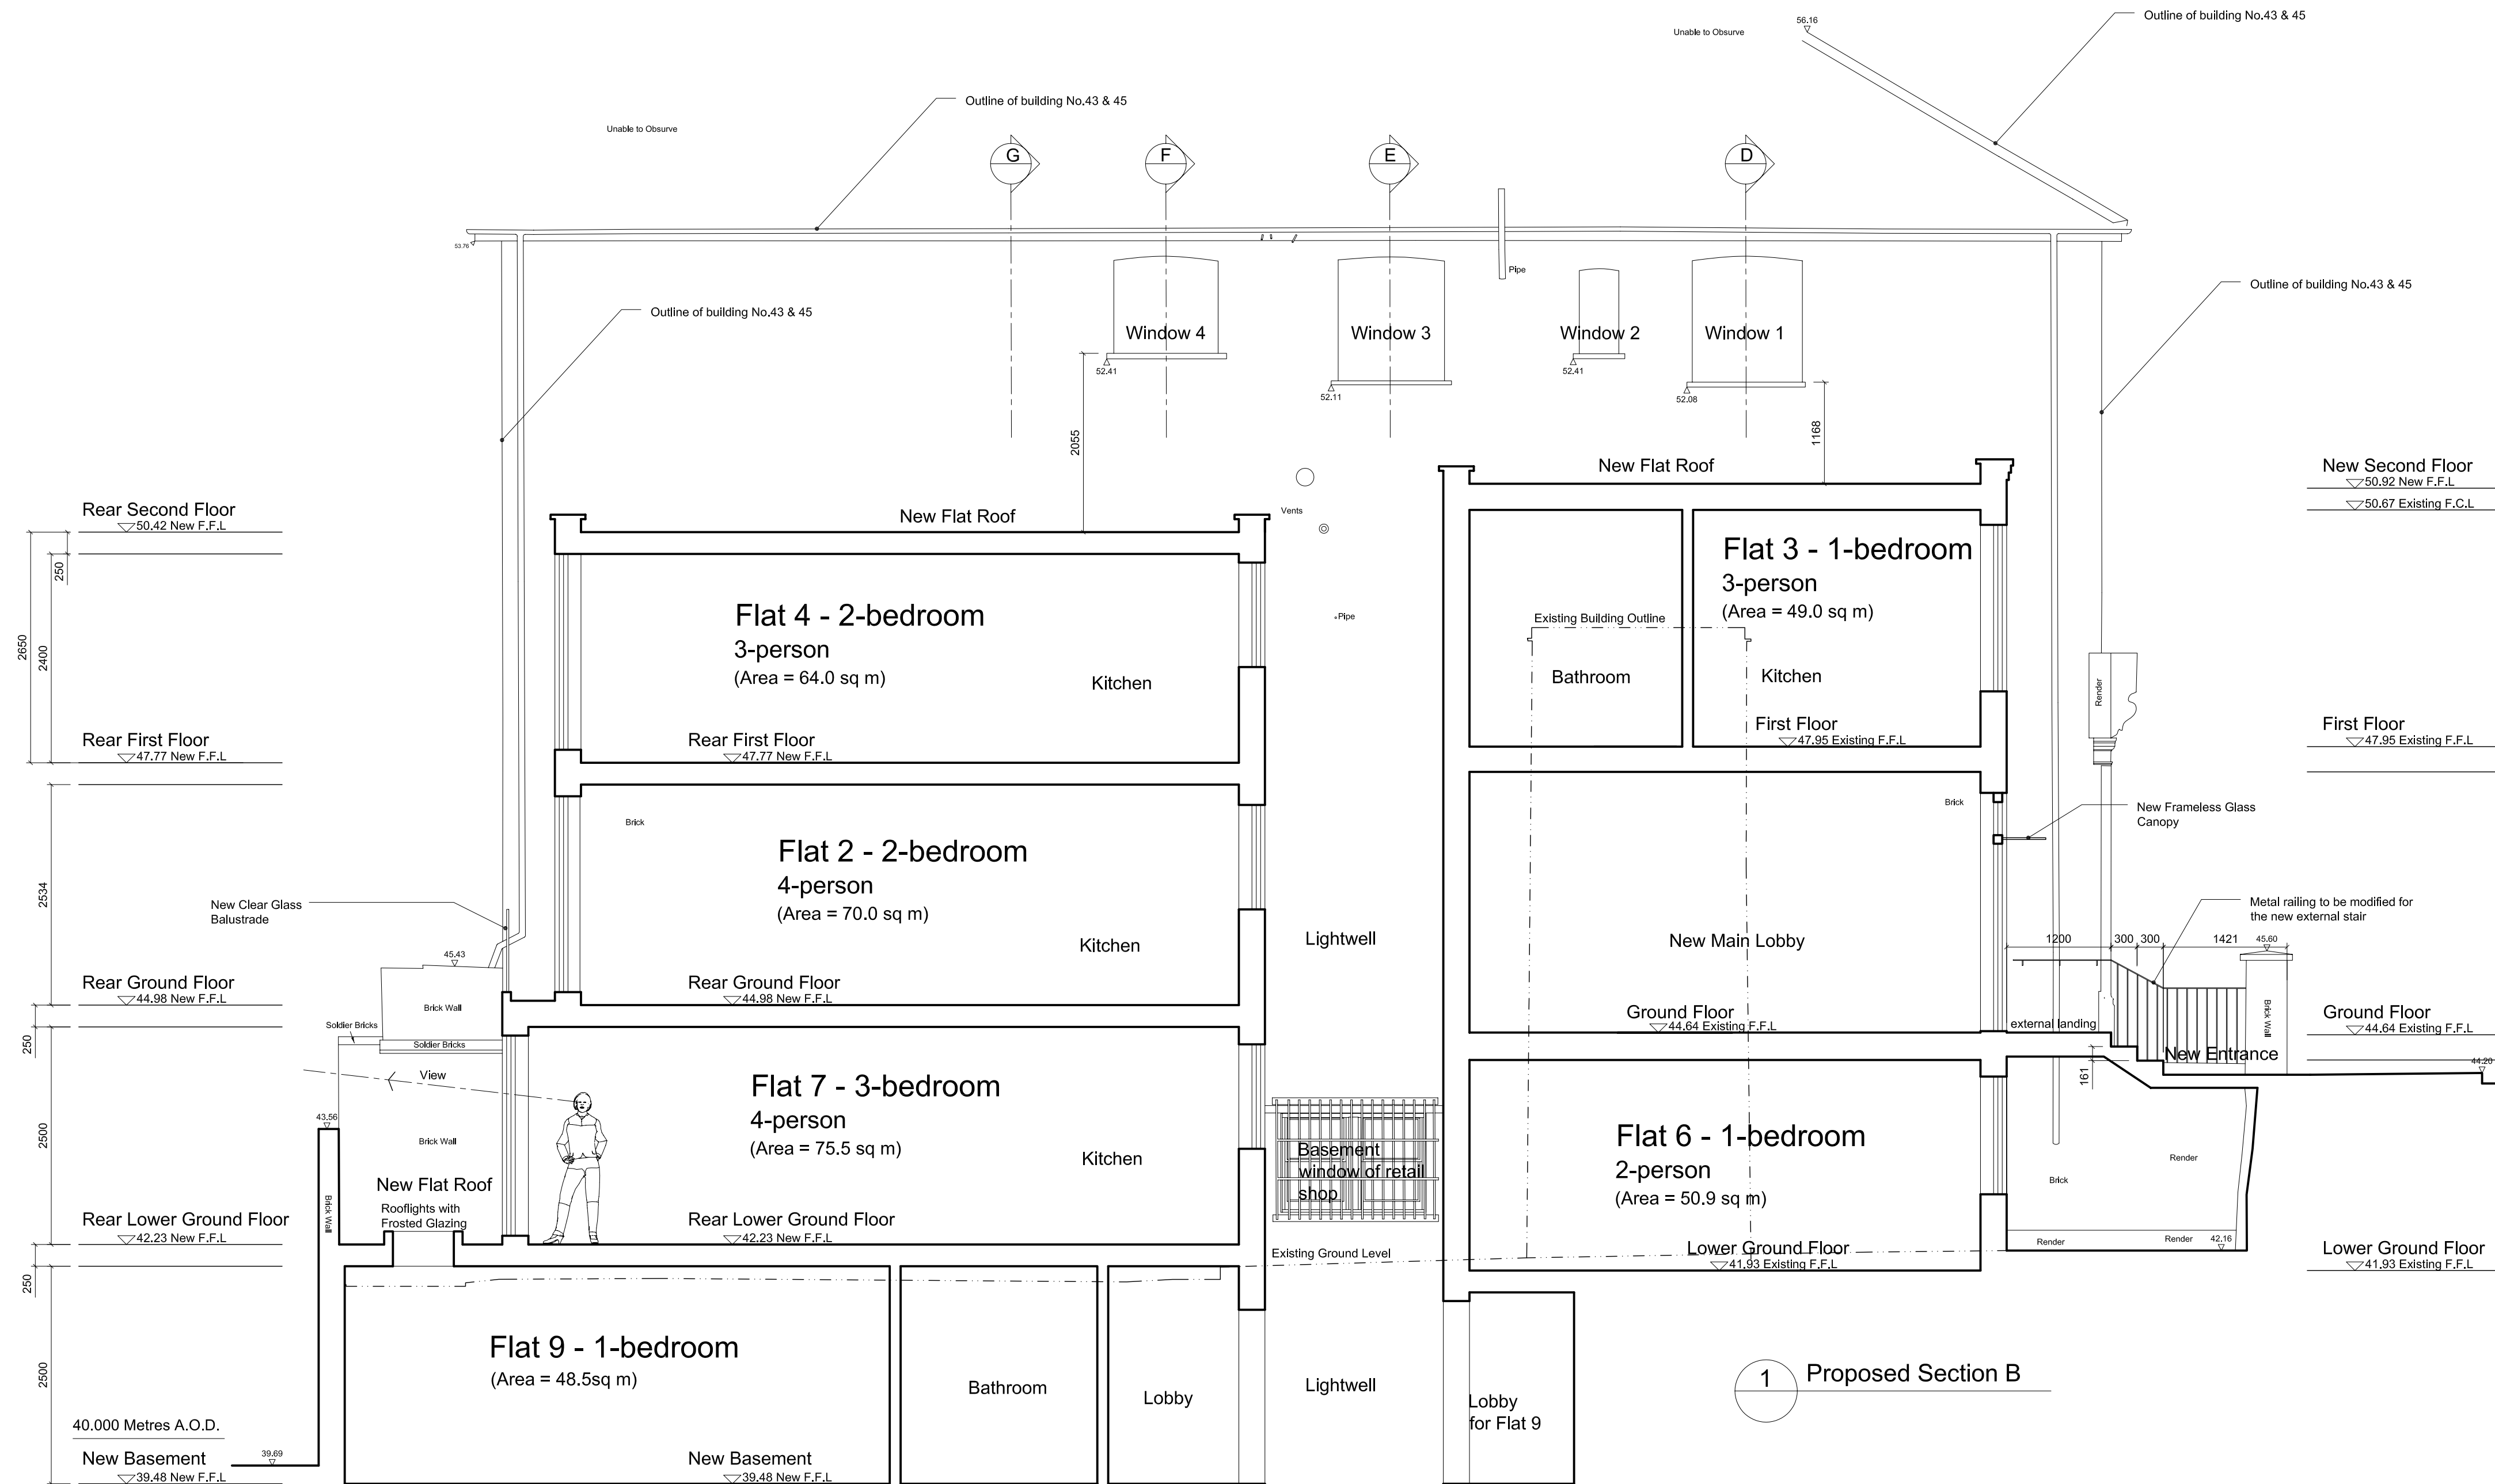 56.16
Outline of building No.43 & 45
Unable to Obsurve
Outline of building No.43 & 45
Unable to Obsurve
G
F
E
D
53.76
Pipe
Outline of building No.43 & 45
Outline of building No.43 & 45
Window 4
Window 3
Window 2
Window 1
52.41
52.11
52.41
52.08
2055
1168
New Flat Roof
New Flat Roof
Vents
Pipe
Rear Second Floor
50.42 New F.F.L
New Second Floor
50.92 New F.F.L
50.67 Existing F.C.L
250
2650
2400
Flat 4 - 2-bedroom
3-person
(Area = 64.0 sq m)
Kitchen
Flat 3 - 1-bedroom
3-person
(Area = 49.0 sq m)
Existing Building Outline
Bathroom
Kitchen
Render
Rear First Floor
47.77 New F.F.L
Rear First Floor
47.77 New F.F.L
First Floor
47.95 Existing F.F.L
First Floor
47.95 Existing F.F.L
Brick
Brick
New Frameless Glass
Canopy
2534
Flat 2 - 2-bedroom
4-person
(Area = 70.0 sq m)
Kitchen
Lightwell
New Main Lobby
New Clear Glass
Balustrade
Metal railing to be modified for
the new external stair
1200
300
300
1421
45.60
45.43
Rear Ground Floor
44.98 New F.F.L
Brick Wall
Rear Ground Floor
44.98 New F.F.L
Ground Floor
44.64 Existing F.F.L
external landing
Brick Wall
Ground Floor
44.64 Existing F.F.L
Soldier Bricks
Soldier Bricks
250
New Entrance
44.20
161
View
Flat 7 - 3-bedroom
4-person
(Area = 75.5 sq m)
Kitchen
43.56
Brick Wall
2500
Basement
window of retail
shop
Flat 6 - 1-bedroom
2-person
(Area = 50.9 sq m)
Render
Brick
New Flat Roof
Rooflights with
Frosted Glazing
Brick Wall
Rear Lower Ground Floor
42.23 New F.F.L
Rear Lower Ground Floor
42.23 New F.F.L
Existing Ground Level
Lower Ground Floor
41.93 Existing F.F.L
Render
Render
42.16
Lower Ground Floor
41.93 Existing F.F.L
250
2500
Flat 9 - 1-bedroom
(Area = 48.5sq m)
Bathroom
Lobby
Lightwell
Lobby
for Flat 9
1
Proposed Section B
40.000 Metres A.O.D.
New Basement
39.48 New F.F.L
39.69
New Basement
39.48 New F.F.L